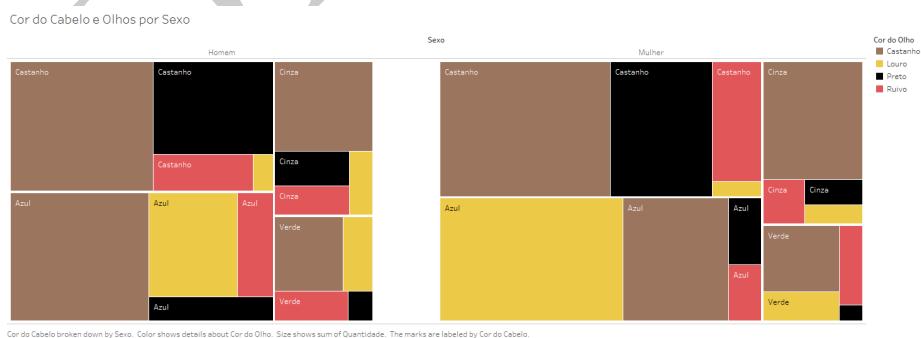 Cor do Cabelo e Olhos por Sexo
Sexo
Homem
Mulher
Cor do Olho
Castanho
Louro
Preto
Ruivo
Castanho
Castanho
Castanho
Azul
Azul
Azul
Azul
Cinza
Cinza
Cinza
Verde
Verde
Castanho
Castanho
Castanho
Azul
Azul
Azul
Azul
Cinza
Cinza
Cinza
Verde
Verde
Cor do Cabelo broken down by Sexo. Color shows details about Cor do Olho. Size shows sum of Quantidade. The marks are labeled by Cor do Cabelo.